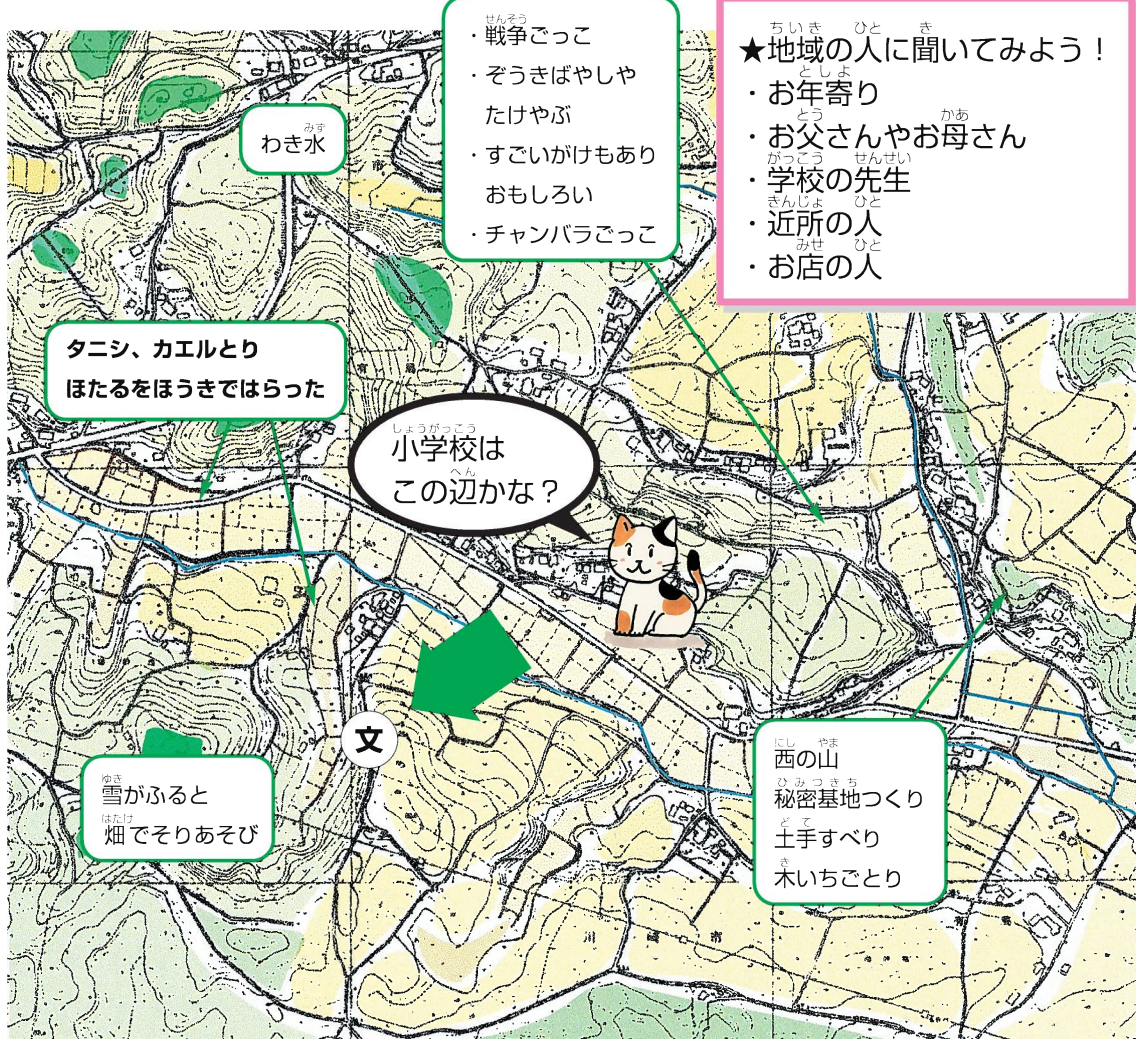 ・戦争ごっこ
・ぞうきばやしや
たけやぶ
・すごいがけもあり
おもしろい
・チャンバラごっこ
★地域の人に聞いてみよう！
・お年寄り
・お父さんやお母さん
・学校の先生
・近所の人
・お店の人
わき水
タニシ、カエルとり
ほたるをほうきではらった
小学校は
この辺かな？
文
雪がふると
畑でそりあそび
西の山
秘密基地つくり
土手すべり
木いちごとり
川崎市